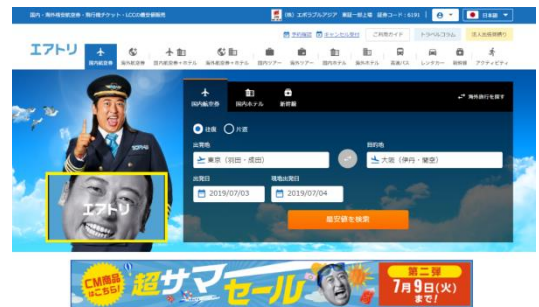 国内・海外格安航空券・飛行機チケット・LCCの最安値販売
(株) エボラブルアジア 東証一部上場 証券コード：6191
日本語
予約確認
キャンセル受付
ご利用ガイド
トラベルコラム
法人出張見積り
エアトリ
国内航空券
海外航空券
国内航空券+ホテル
海外航空券+ホテル
国内ツアー
海外ツアー
国内ホテル
海外ホテル
高速バス
レンタカー
新幹線
アクティビティ
国内航空券
国内ホテル
新幹線
海外旅行を探す
往復
片道
出発地
目的地
東京 (羽田・成田)
大阪 (伊丹・関空)
出発日
現地出発日
2019/07/03
2019/07/04
最安値を検索
エアトリ
CM商品はこちら!
超サマーセール
第二弾
7月9日(火)
まで!